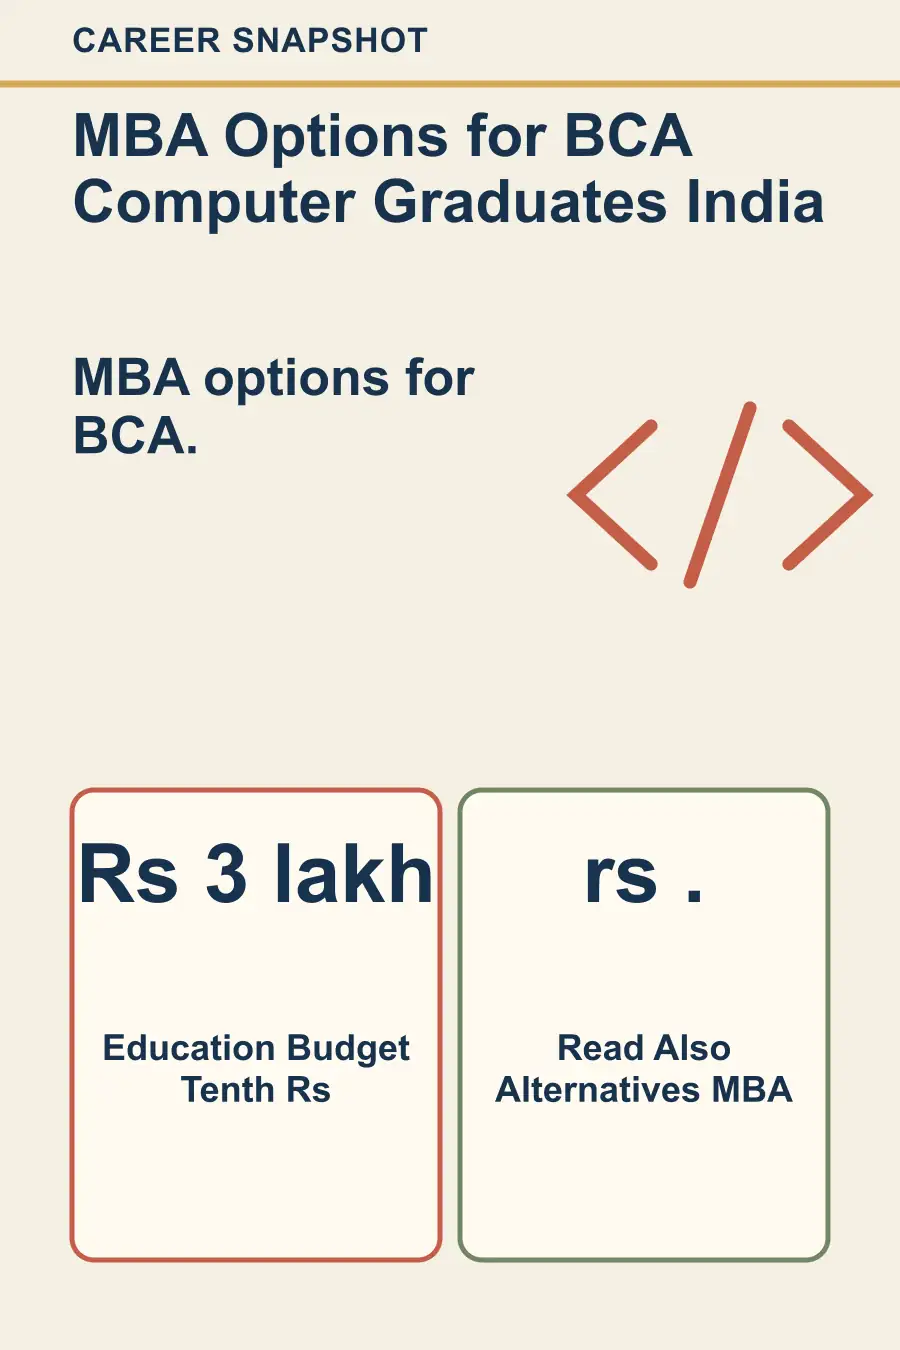 CAREER SNAPSHOT
MBA Options for BCA
Computer Graduates India
MBA options for
BCA.
</>
Rs 3 lakh
Education Budget
Tenth Rs
rs .
Read Also
Alternatives MBA